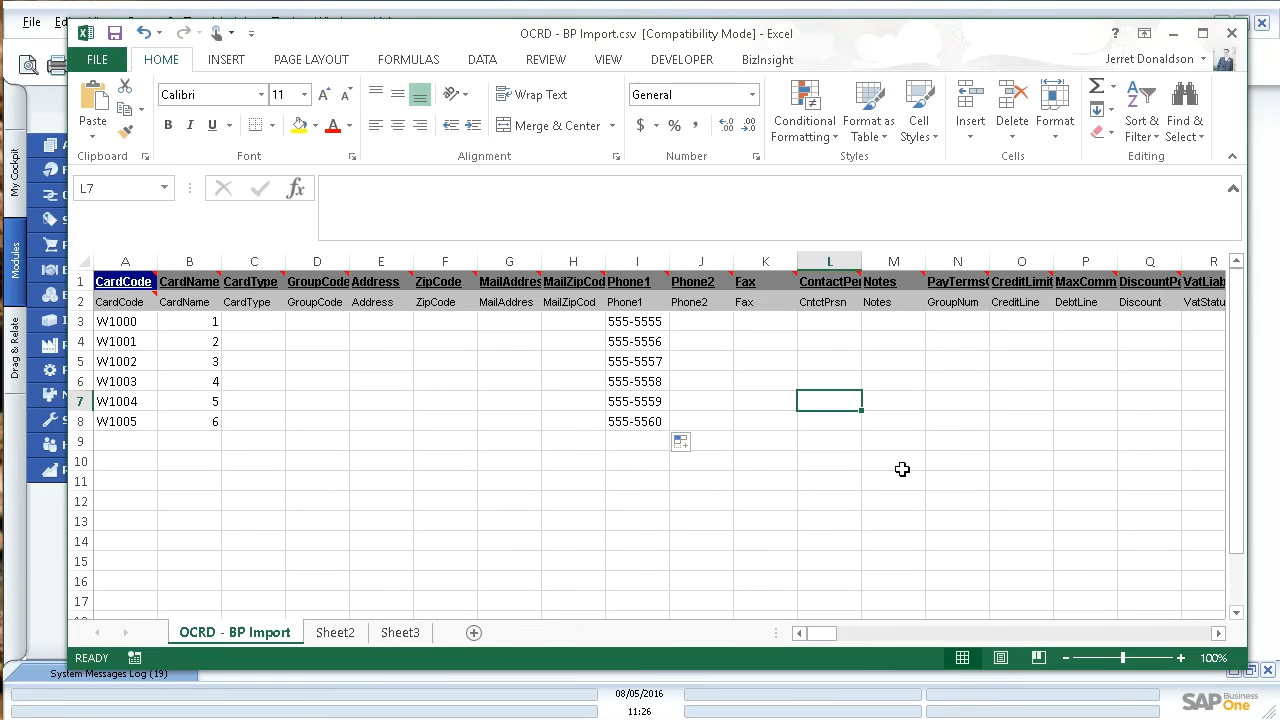 File
OCRD - BP Import.csv [Compatibility Mode] - Excel
FILE HOME INSERT PAGE LAYOUT FORMULAS DATA REVIEW VIEW DEVELOPER Bizinsight Jerret Donaldson
Calibri 11 Wrap Text General
Paste Merge & Center $ % , Conditional Formatting Format as Table Cell Styles Insert Delete Format Sort & Filter Find & Select
Clipboard Font Alignment Number Styles Cells Editing
L7 fx
A B C D E F G H I J K L M N O P Q R
1 CardCode CardName CardType GroupCode Address ZipCode MailAddres MailZipCod Phone1 Phone2 Fax ContactPe Notes PayTerms CreditLimit MaxComm DiscountPe VatLiab
2 CardCode CardName CardType GroupCode Address ZipCode MailAddres MailZipCod Phone1 Phone2 Fax CntctPrsn Notes GroupNum CreditLine DebtLine Discount VatStatu
3 W1000 1 555-5555
4 W1001 2 555-5556
5 W1002 3 555-5557
6 W1003 4 555-5558
7 W1004 5 555-5559
8 W1005 6 555-5560
9
10
11
12
13
14
15
16
17
My Cockpit
Modules
Drag & Relate
OCRD - BP Import Sheet2 Sheet3
READY 100%
System Messages Log (19)
08/05/2016
11:26
SAP Business One